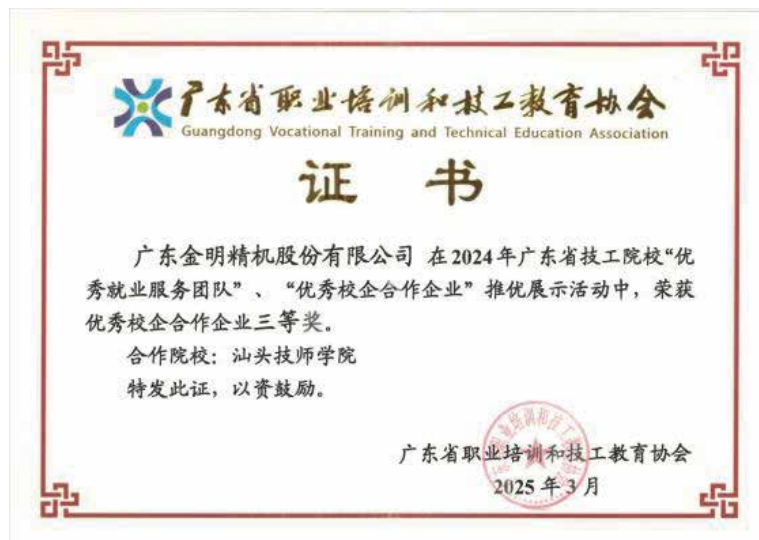 广东省职业培训和技工教育协会
Guangdong Vocational Training and Technical Education Association
证书
广东金明精机股份有限公司 在2024年广东省技工院校“优
秀就业服务团队”、“优秀校企合作企业”推优展示活动中，荣获
优秀校企合作企业三等奖。
合作院校：汕头技师学院
特发此证，以资鼓励。
广东省职业培训和技工教育协会
2025年3月